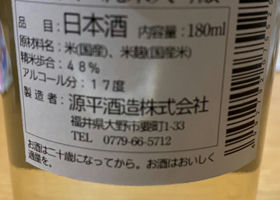 品目 日本酒 内容量 180ml
原材料名：米(国産)、米麹(国産米)
精米歩合：48％
アルコール分：17度
製造者：源平酒造株式会社
福井県大野市要町1-33
TEL 0779-66-5712
お酒は二十歳になってから。お酒はおいしく
適量を。